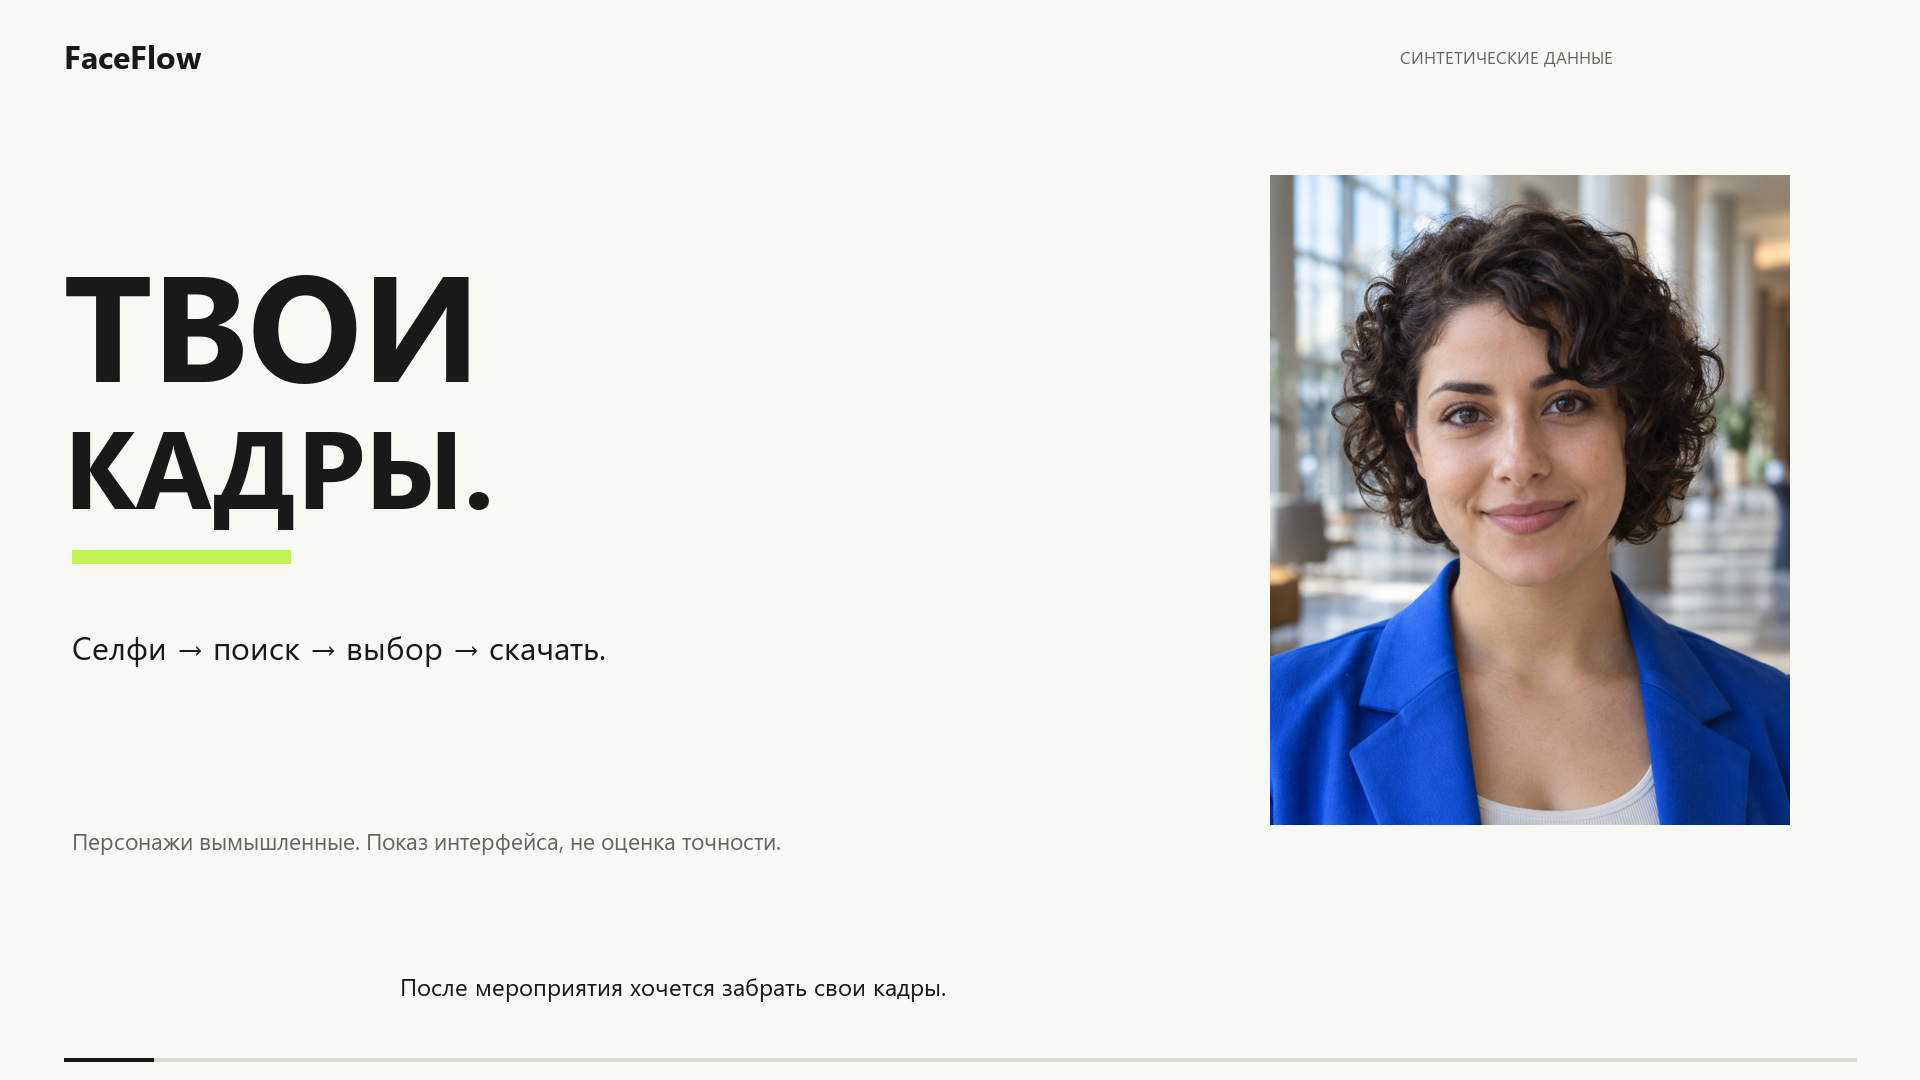 FaceFlow
СИНТЕТИЧЕСКИЕ ДАННЫЕ
ТВОИ
КАДРЫ.
Селфи → поиск → выбор → скачать.
Персонажи вымышленные. Показ интерфейса, не оценка точности.
После мероприятия хочется забрать свои кадры.